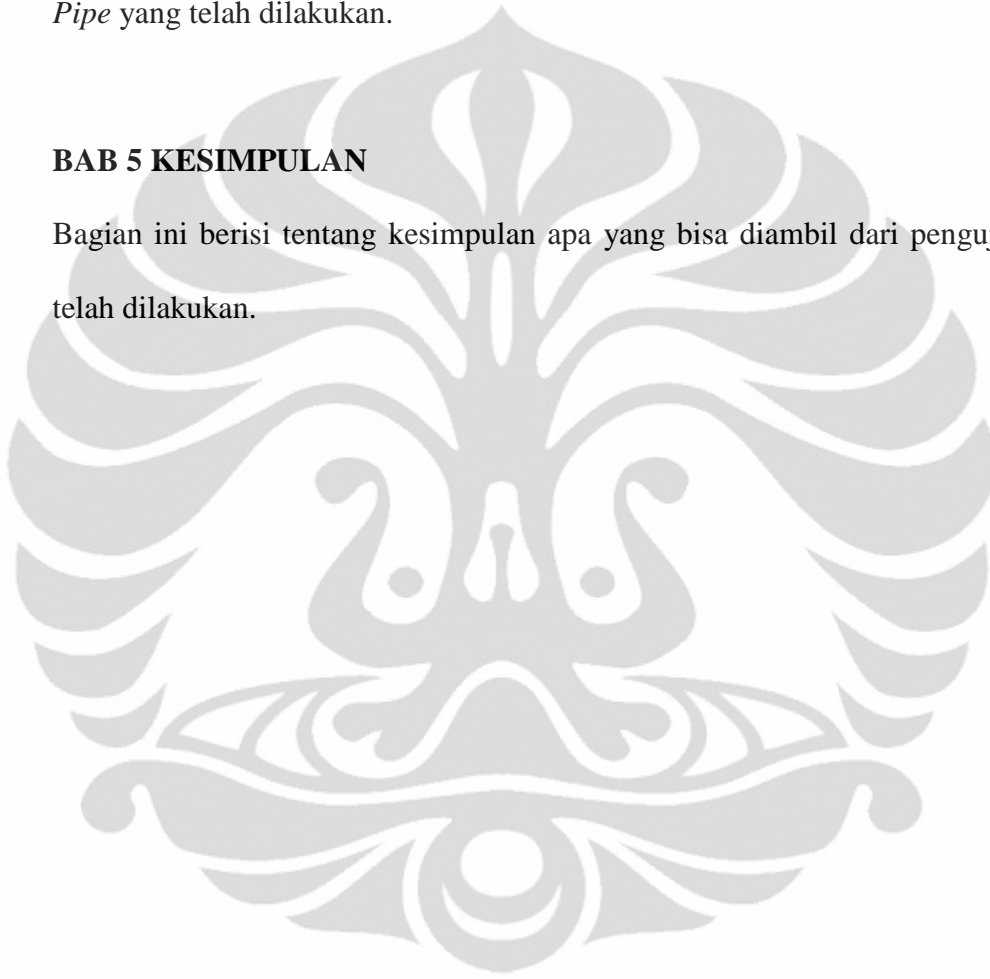 Pipe yang telah dilakukan.
BAB 5 KESIMPULAN
Bagian ini berisi tentang kesimpulan apa yang bisa diambil dari
telah dilakukan.